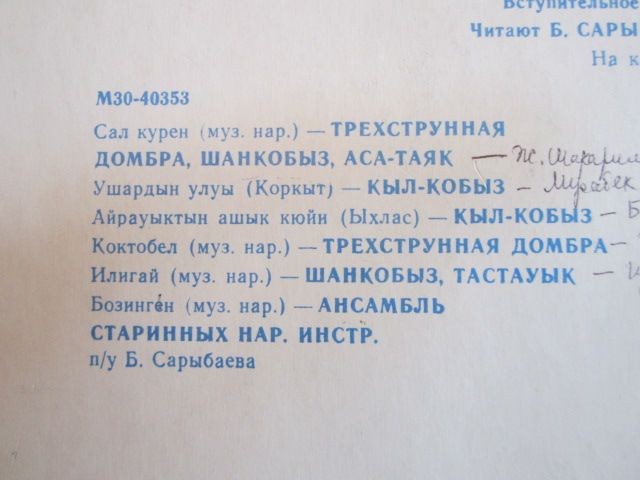 Вступительное
Читают Б. САРЫ
На к
М30-40353
Сал курен (муз. нар.) — ТРЕХСТРУННАЯ
ДОМБРА, ШАНКОБЫЗ, АСА-ТАЯК — Ж. Шакарим
Ушардын улуы (Коркыт) — КЫЛ-КОБЫЗ – Мурабек
Айрауыктын ашык кюйи (Ыхлас) — КЫЛ-КОБЫЗ – Б
Коктобел (муз. нар.) — ТРЕХСТРУННАЯ ДОМБРА –
Илигай (муз. нар.) — ШАНКОБЫЗ, ТАСТАУЫК –
Бозинген (муз. нар.) — АНСАМБЛЬ
СТАРИННЫХ НАР. ИНСТР.
п/у Б. Сарыбаева